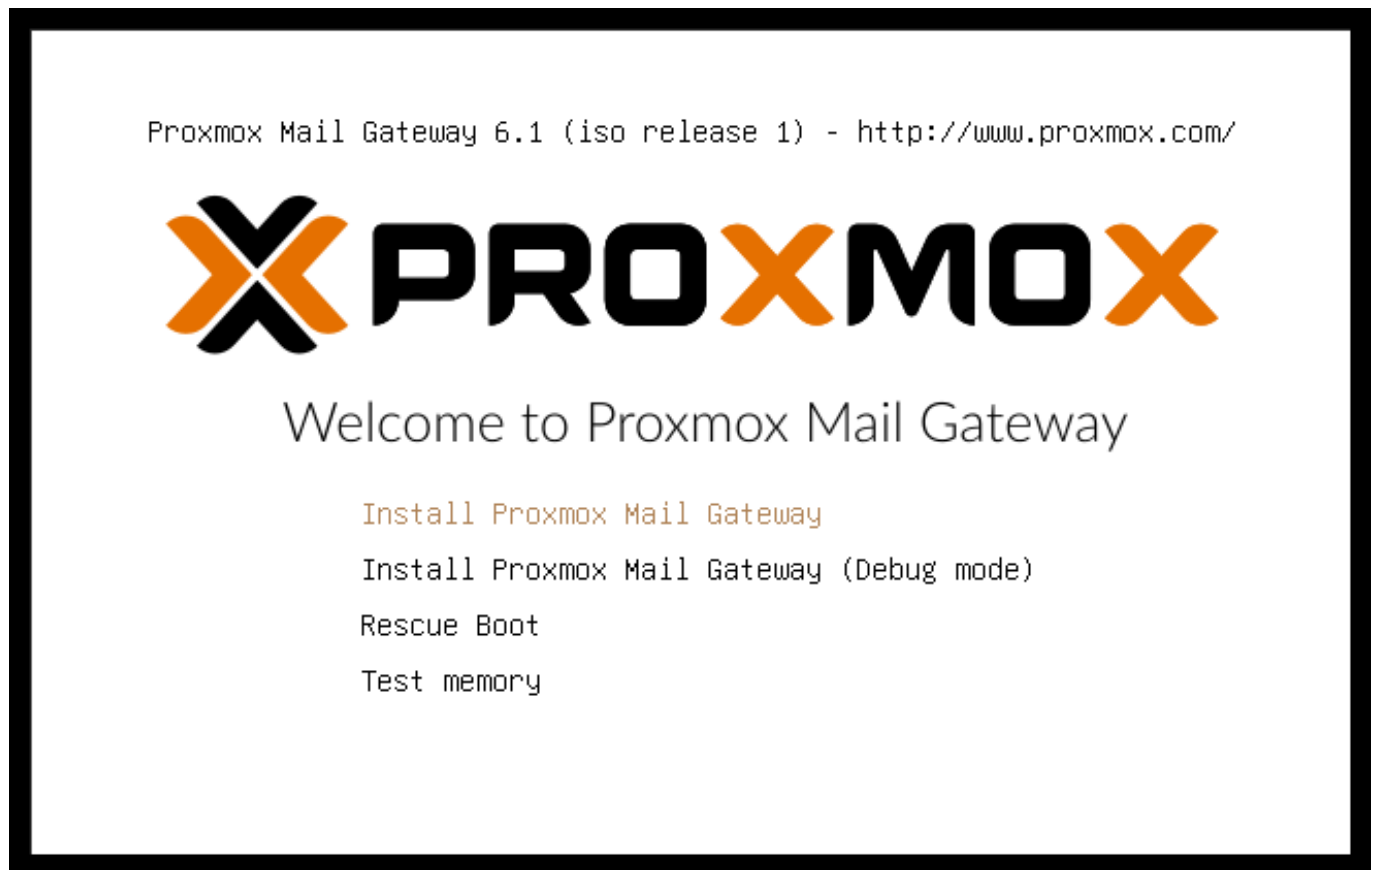 Proxmox Mail Gateway 6.1 (iso release 1) - http://www.proxmox.com/
PROXMOX
Welcome to Proxmox Mail Gateway
Install Proxmox Mail Gateway
Install Proxmox Mail Gateway (Debug mode)
Rescue Boot
Test memory